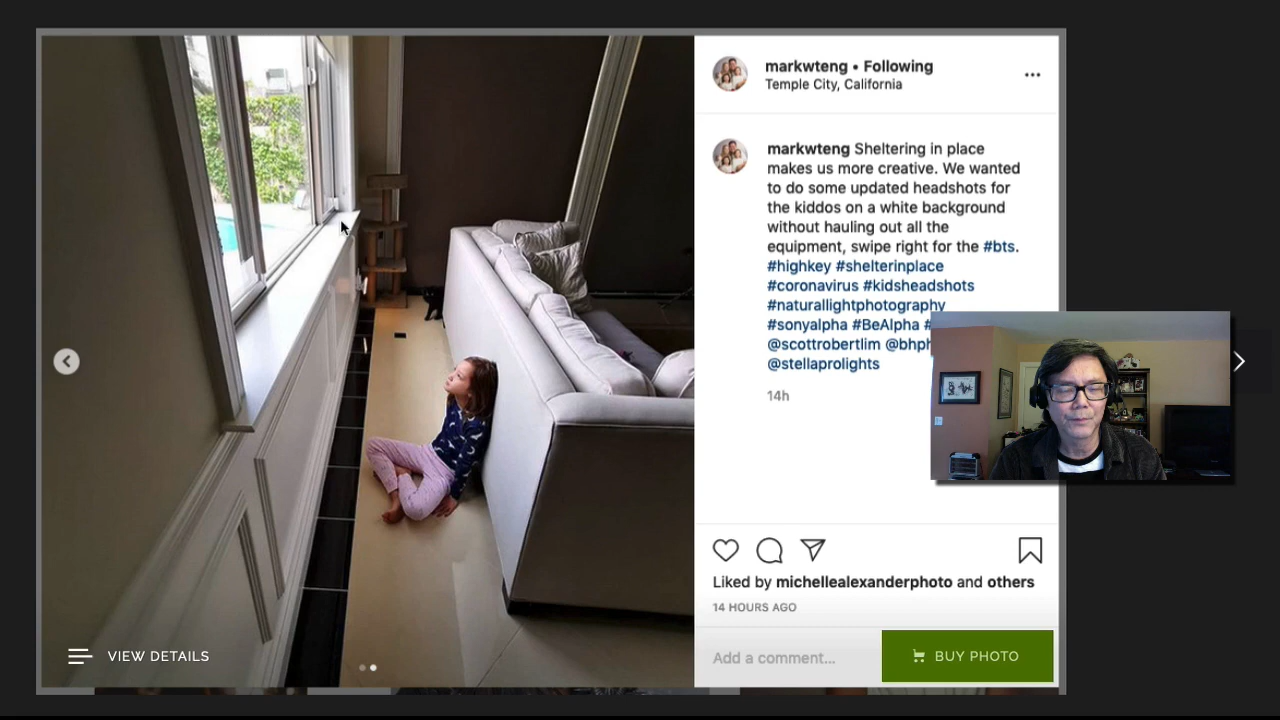 markwteng • Following
Temple City, California
markwteng Sheltering in place
makes us more creative. We wanted
to do some updated headshots for
the kiddos on a white background
without hauling out all the
equipment, swipe right for the #bts.
#highkey #shelterinplace
#coronavirus #kidsheadshots
#naturallightphotography
#sonyalpha #BeAlpha #
@scottrobertlim @bhph
@stellaprolights
14h
Liked by michellealexanderphoto and others
14 HOURS AGO
Add a comment...
BUY PHOTO
VIEW DETAILS